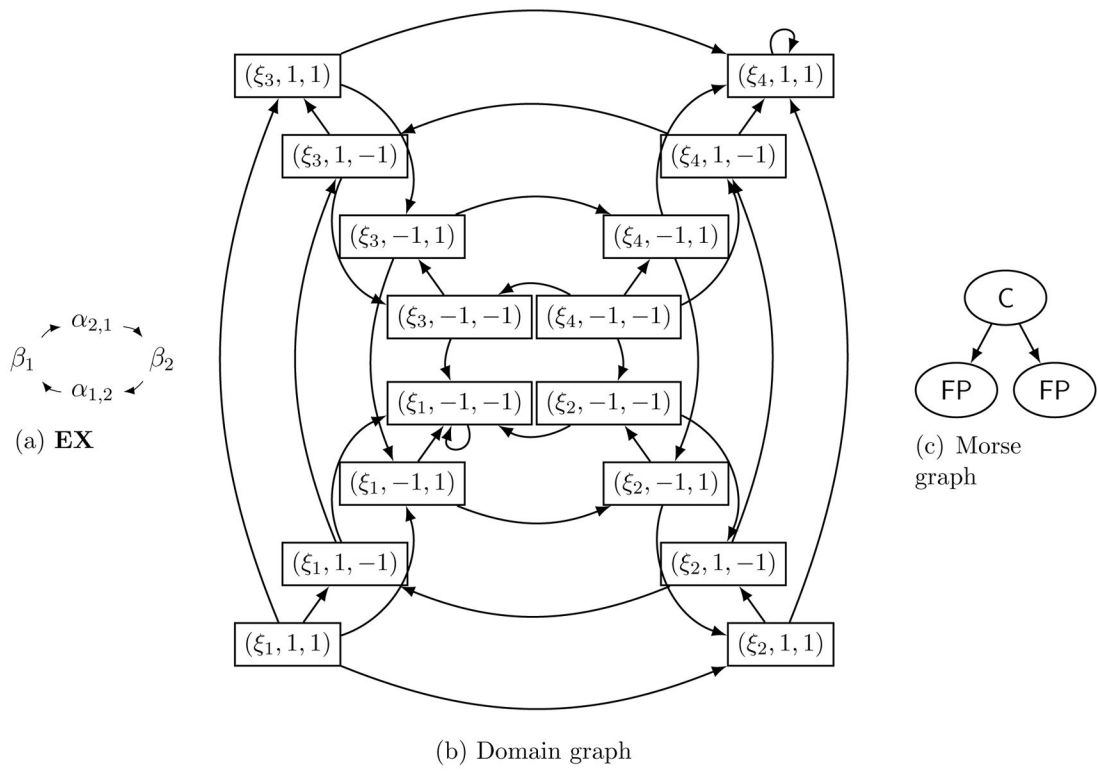 (ξ₃, 1, 1)
(ξ₄, 1, 1)
(ξ₃, 1, −1)
(ξ₄, 1, −1)
(ξ₃, −1, 1)
(ξ₄, −1, 1)
(ξ₃, −1, −1)
(ξ₄, −1, −1)
(ξ₁, −1, −1)
(ξ₂, −1, −1)
(ξ₁, −1, 1)
(ξ₂, −1, 1)
(ξ₁, 1, −1)
(ξ₂, 1, −1)
(ξ₁, 1, 1)
(ξ₂, 1, 1)
α₂,₁
β₁
β₂
α₁,₂
(a) EX
C
FP
FP
(c) Morse
graph
(b) Domain graph